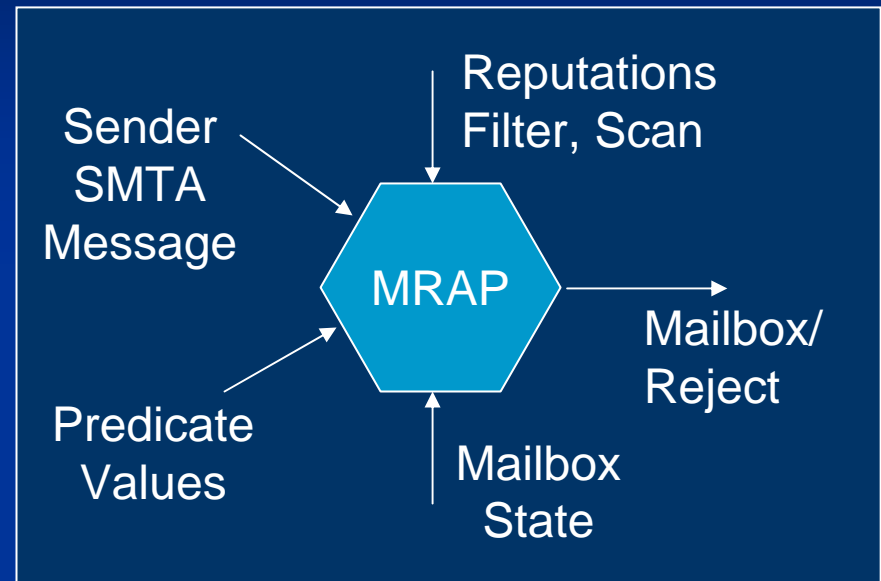 Reputations
Filter, Scan
Sender
SMTA
Message
MRAP
Mailbox/
Reject
Predicate
Values
Mailbox
State